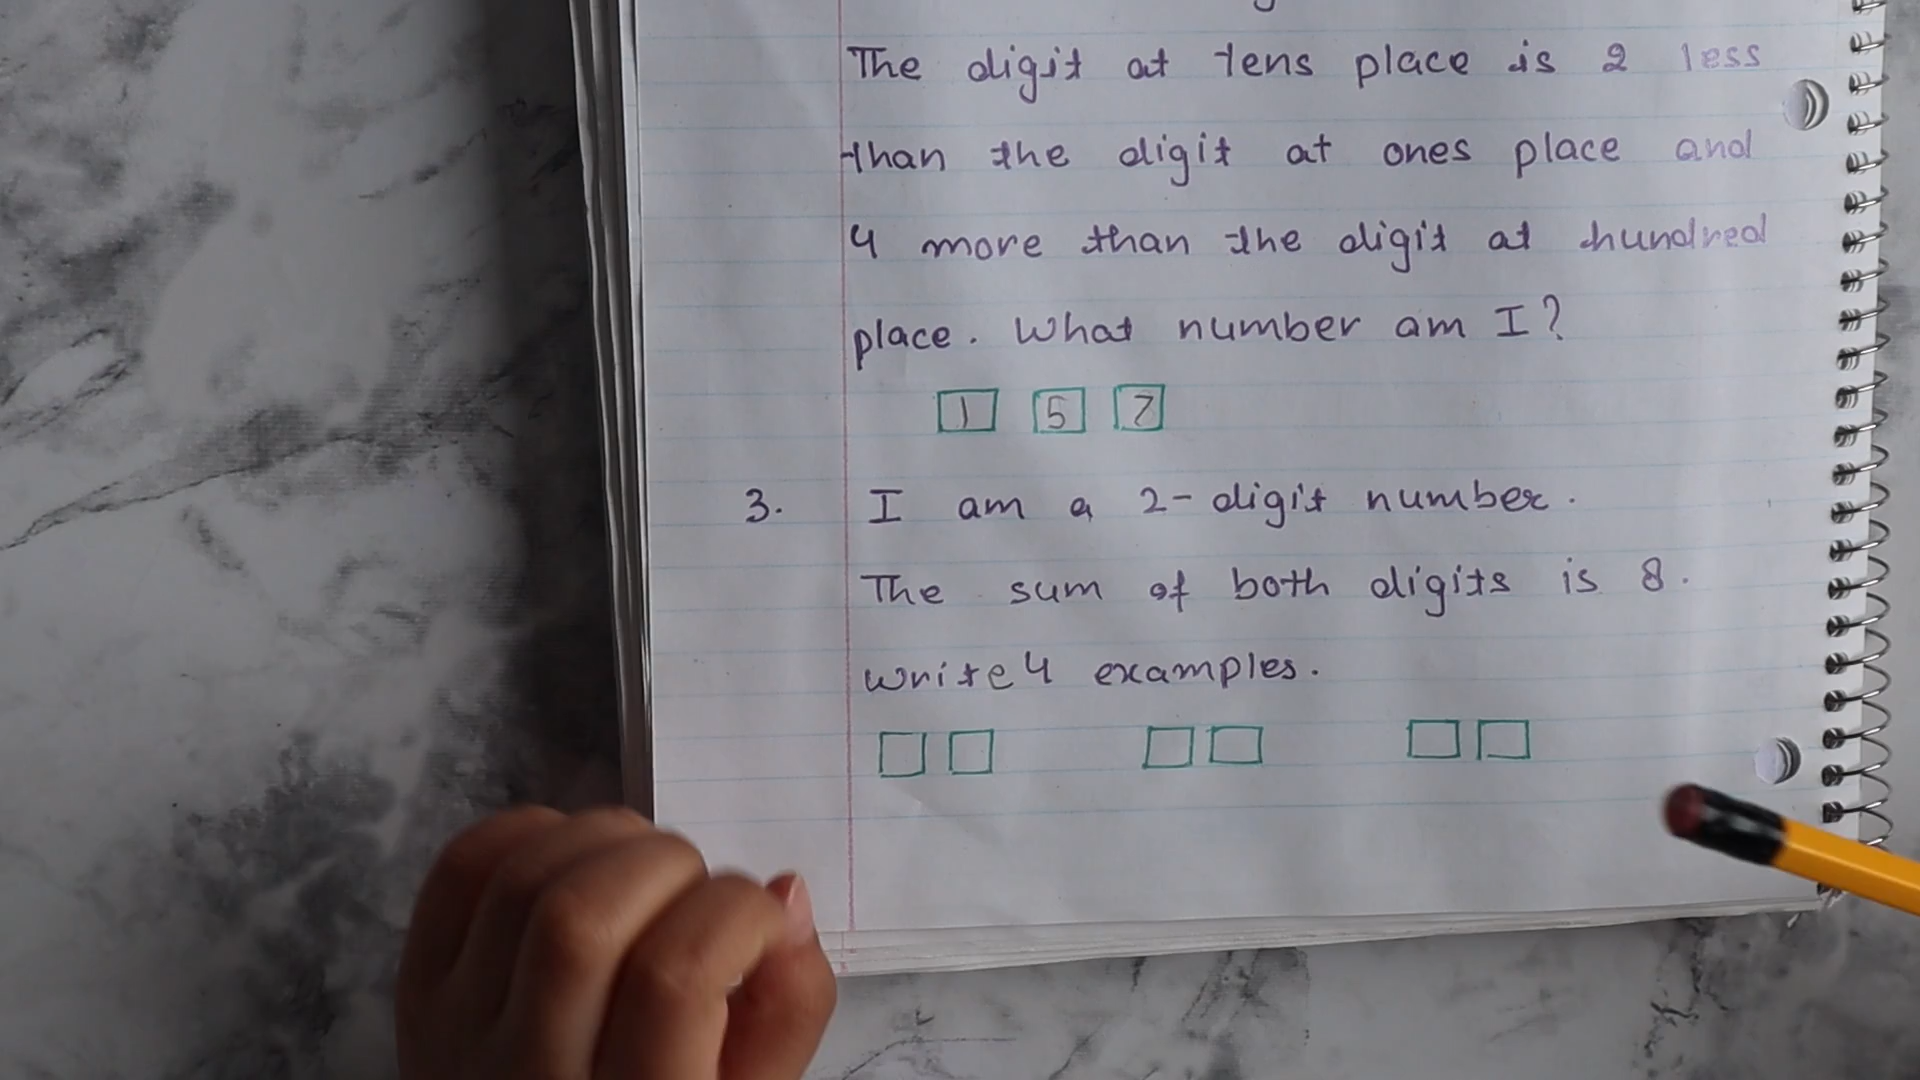 The digit at tens place is 2 less
than the digit at ones place and
4 more than the digit at hundred
place. What number am I?
1 5 7
3. I am a 2-digit number.
The sum of both digits is 8.
write 4 examples.